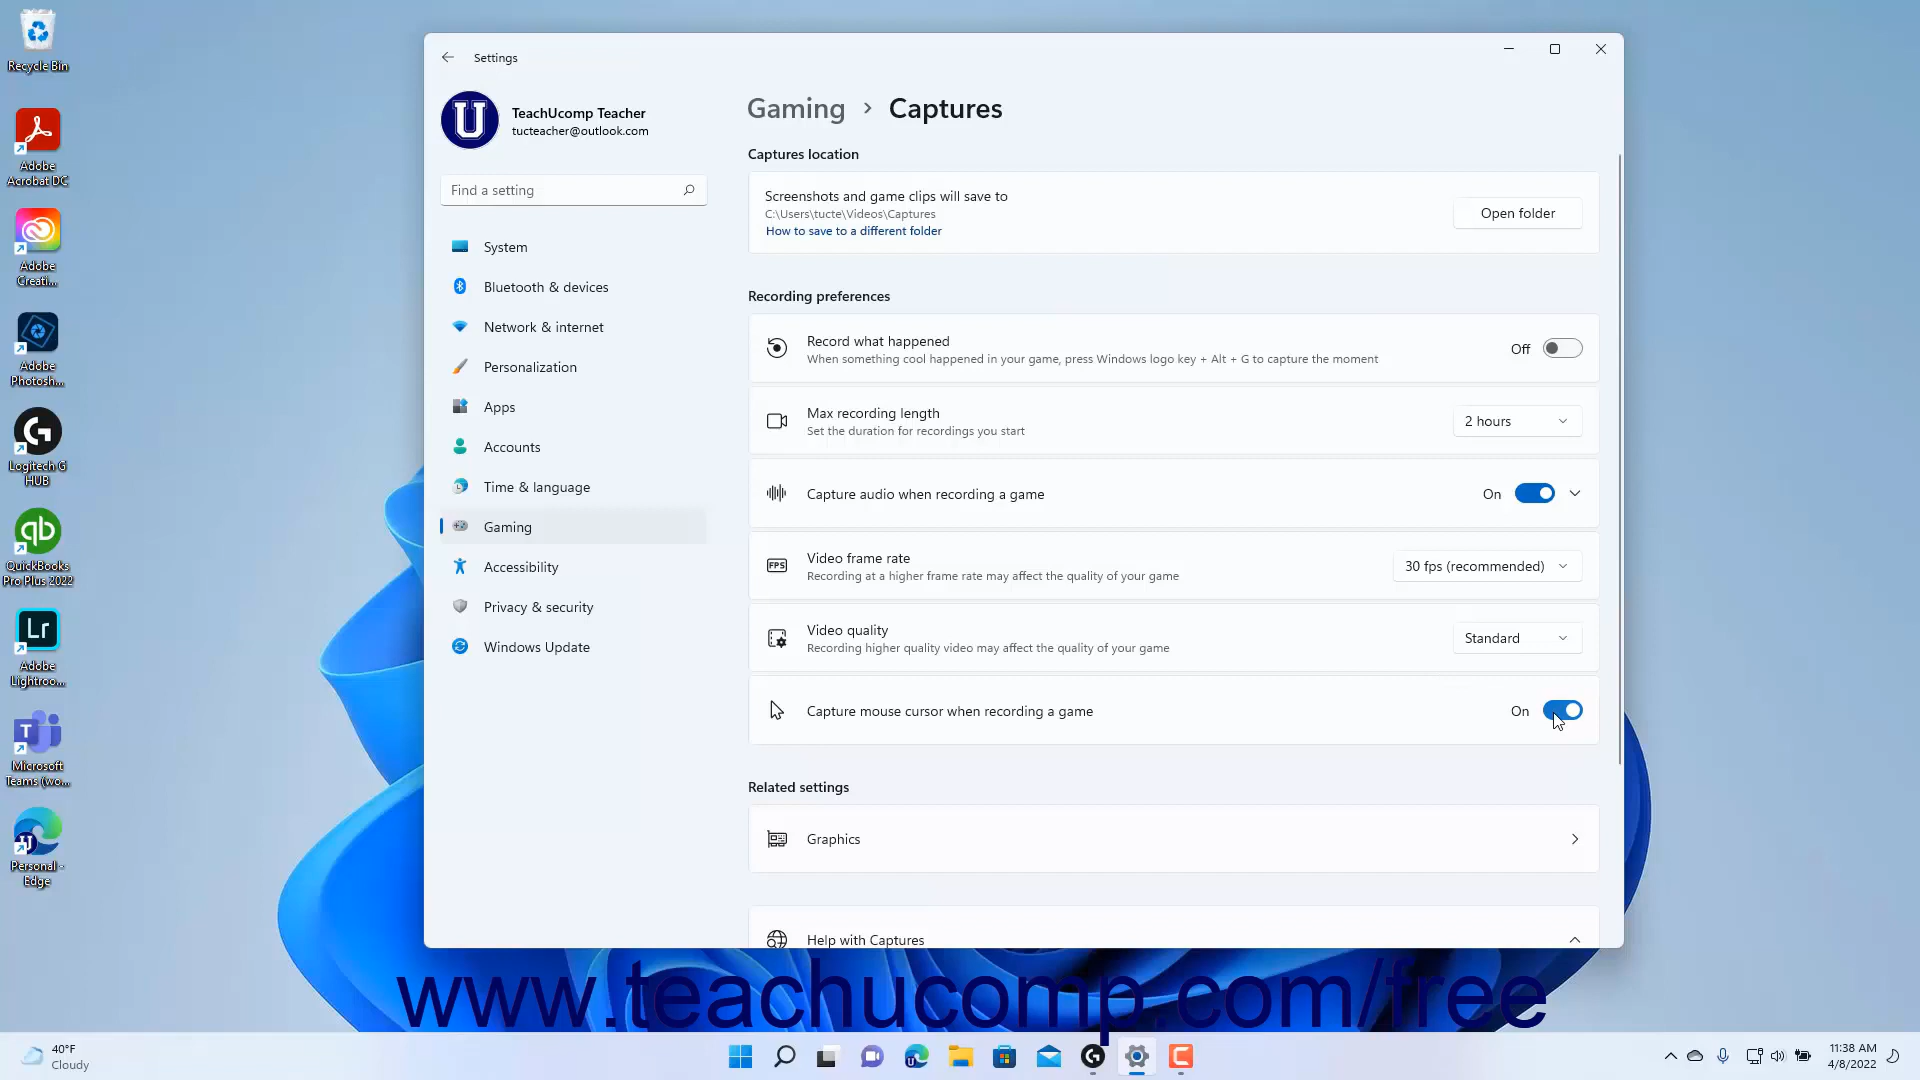 Recycle Bin
Adobe
Acrobat DC
Adobe
Creati...
Adobe
Photosh...
Logitech G
HUB
QuickBooks
Pro Plus 2022
Adobe
Lightroo...
Microsoft
Teams (wo...
Personal -
Edge
Settings
TeachUcomp Teacher
tucteacher@outlook.com
Find a setting
System
Bluetooth & devices
Network & internet
Personalization
Apps
Accounts
Time & language
Gaming
Accessibility
Privacy & security
Windows Update
Gaming > Captures
Captures location
Screenshots and game clips will save to
C:\Users\tucte\Videos\Captures
How to save to a different folder
Open folder
Recording preferences
Record what happened
When something cool happened in your game, press Windows logo key + Alt + G to capture the moment
Off
Max recording length
Set the duration for recordings you start
2 hours
Capture audio when recording a game
On
FPS
Video frame rate
Recording at a higher frame rate may affect the quality of your game
30 fps (recommended)
Video quality
Recording higher quality video may affect the quality of your game
Standard
Capture mouse cursor when recording a game
On
Related settings
Graphics
Help with Captures
www.teachucomp.com/free
40°F
Cloudy
11:38 AM
4/8/2022